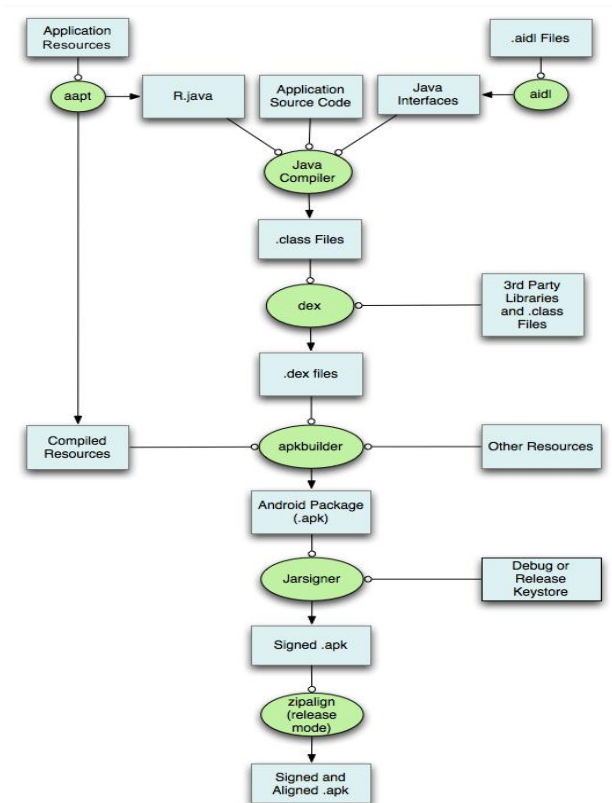 Application
Resources
.aidl Files
aapt
R.java
Application
Source Code
Java
Interfaces
aidl
Java
Compiler
.class Files
dex
3rd Party
Libraries
and .class
Files
.dex files
Compiled
Resources
apkbuilder
Other Resources
Android Package
(.apk)
Jarsigner
Debug or
Release
Keystore
Signed .apk
zipalign
(release
mode)
Signed and
Aligned .apk